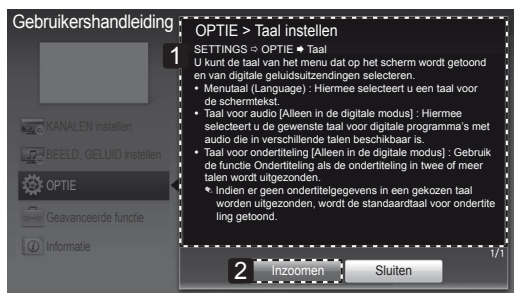 Gebruikershandleiding
KANALEN instellen
BEELD, GELUID instellen
OPTIE
Geavanceerde functie
Informatie
1
OPTIE > Taal instellen
SETTINGS ⇨ OPTIE ➡ Taal
U kunt de taal van het menu dat op het scherm wordt getoond
en van digitale geluidsuitzendingen selecteren.
• Menutaal (Language) : Hiermee selecteert u een taal voor
de schermtekst.
• Taal voor audio [Alleen in de digitale modus] : Hiermee
selecteert u de gewenste taal voor digitale programma's met
audio die in verschillende talen beschikbaar is.
• Taal voor ondertiteling [Alleen in de digitale modus] : Gebruik
de functie Ondertiteling als de ondertiteling in twee of meer
talen wordt uitgezonden.
✎ Indien er geen ondertitelgegevens in een gekozen taal
worden uitgezonden, wordt de standaardtaal voor ondertite
ling getoond.
1/1
2
Inzoomen
Sluiten